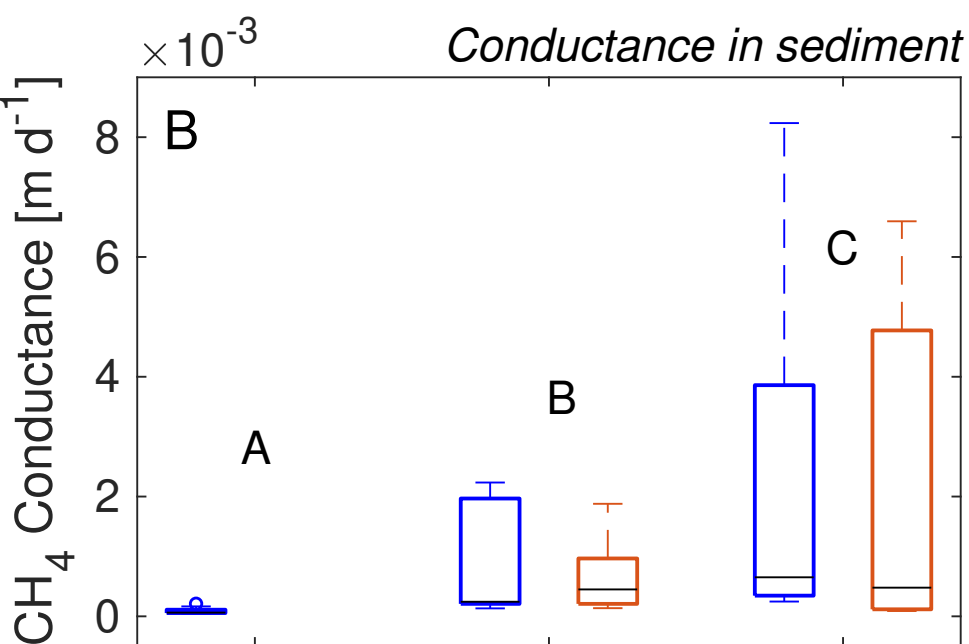 ×10⁻³
Conductance in sediment
CH₄ Conductance [m d⁻¹]
B
8
6
4
2
0
A
B
C